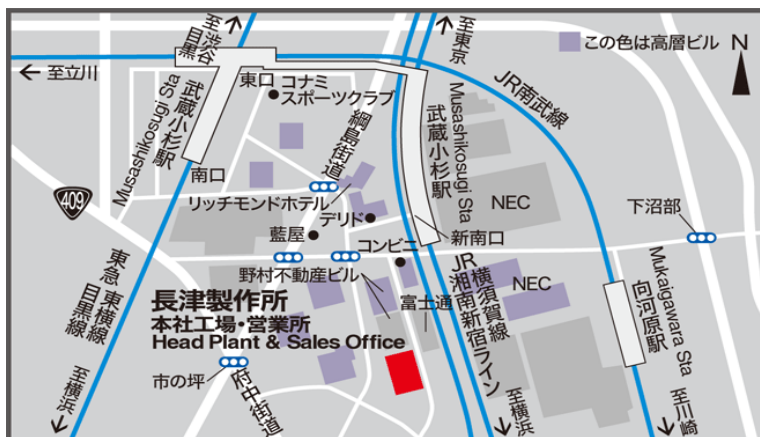 至渋谷
目黒
至東京
この色は高層ビル
N
至立川
Musashikosugi Sta
武蔵小杉駅
東口
コナミ
スポーツクラブ
綱島街道
Musashikosugi Sta
武蔵小杉駅
JR南武線
南口
409
リッチモンドホテル
デリド
藍屋
コンビニ
新南口
NEC
下沼部
野村不動産ビル
富士通
NEC
長津製作所
本社工場・営業所
Head Plant & Sales Office
東急 東横線
目黒線
JR 横須賀線
湘南新宿ライン
Mukaigawara Sta
向河原駅
市の坪
府中街道
至横浜
至横浜
至川崎